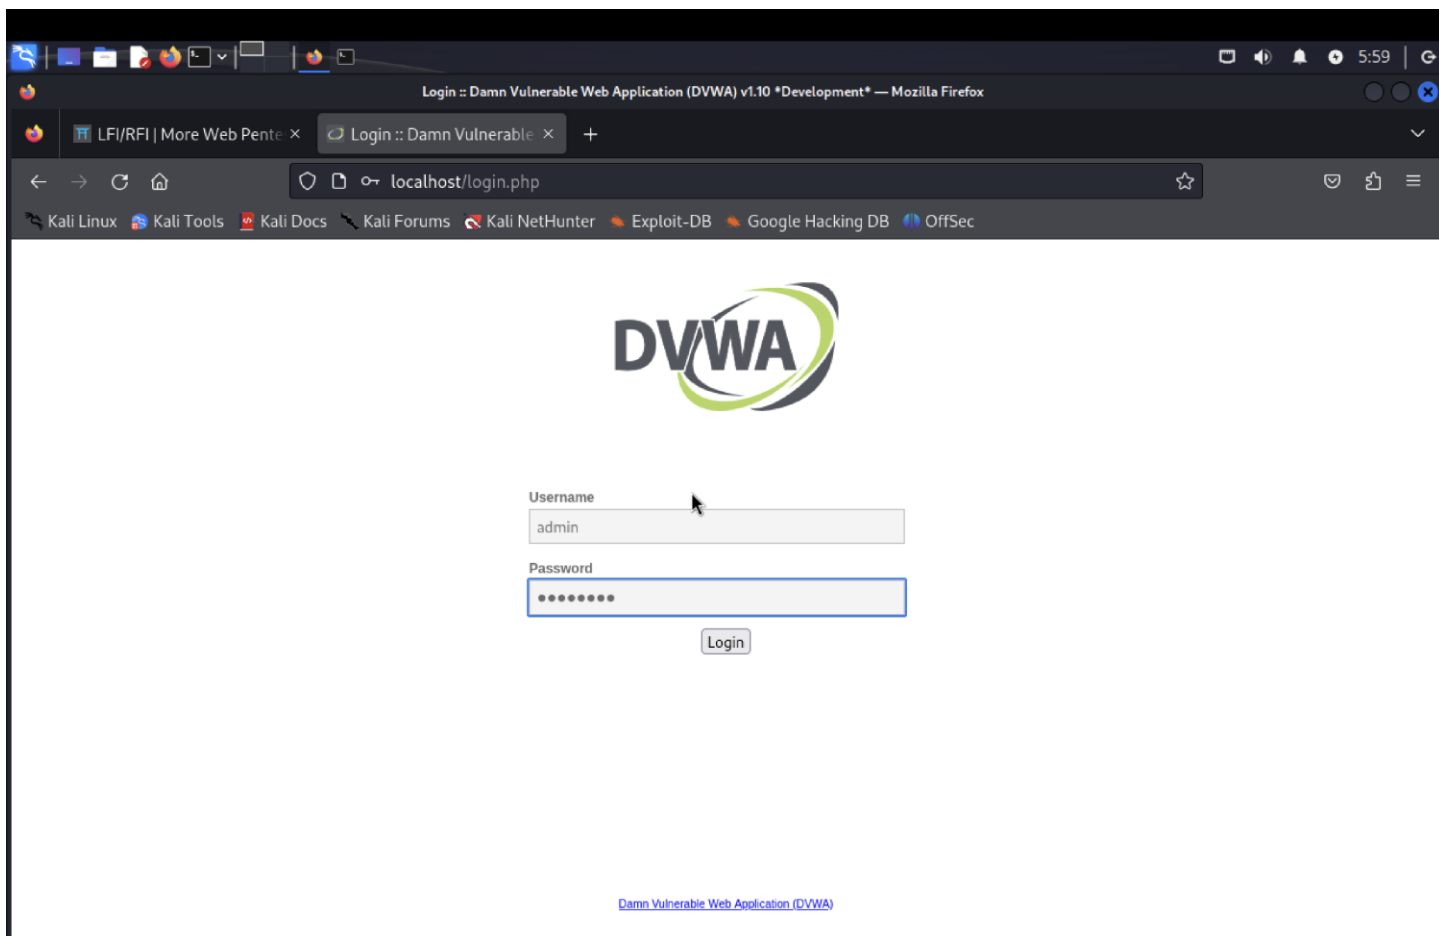 5:59
Login :: Damn Vulnerable Web Application (DVWA) v1.10 *Development* — Mozilla Firefox
LFI/RFI | More Web Pente
Login :: Damn Vulnerable
localhost/login.php
Kali Linux Kali Tools Kali Docs Kali Forums Kali NetHunter Exploit-DB Google Hacking DB OffSec
DVWA
Username
admin
Password
Login
Damn Vulnerable Web Application (DVWA)